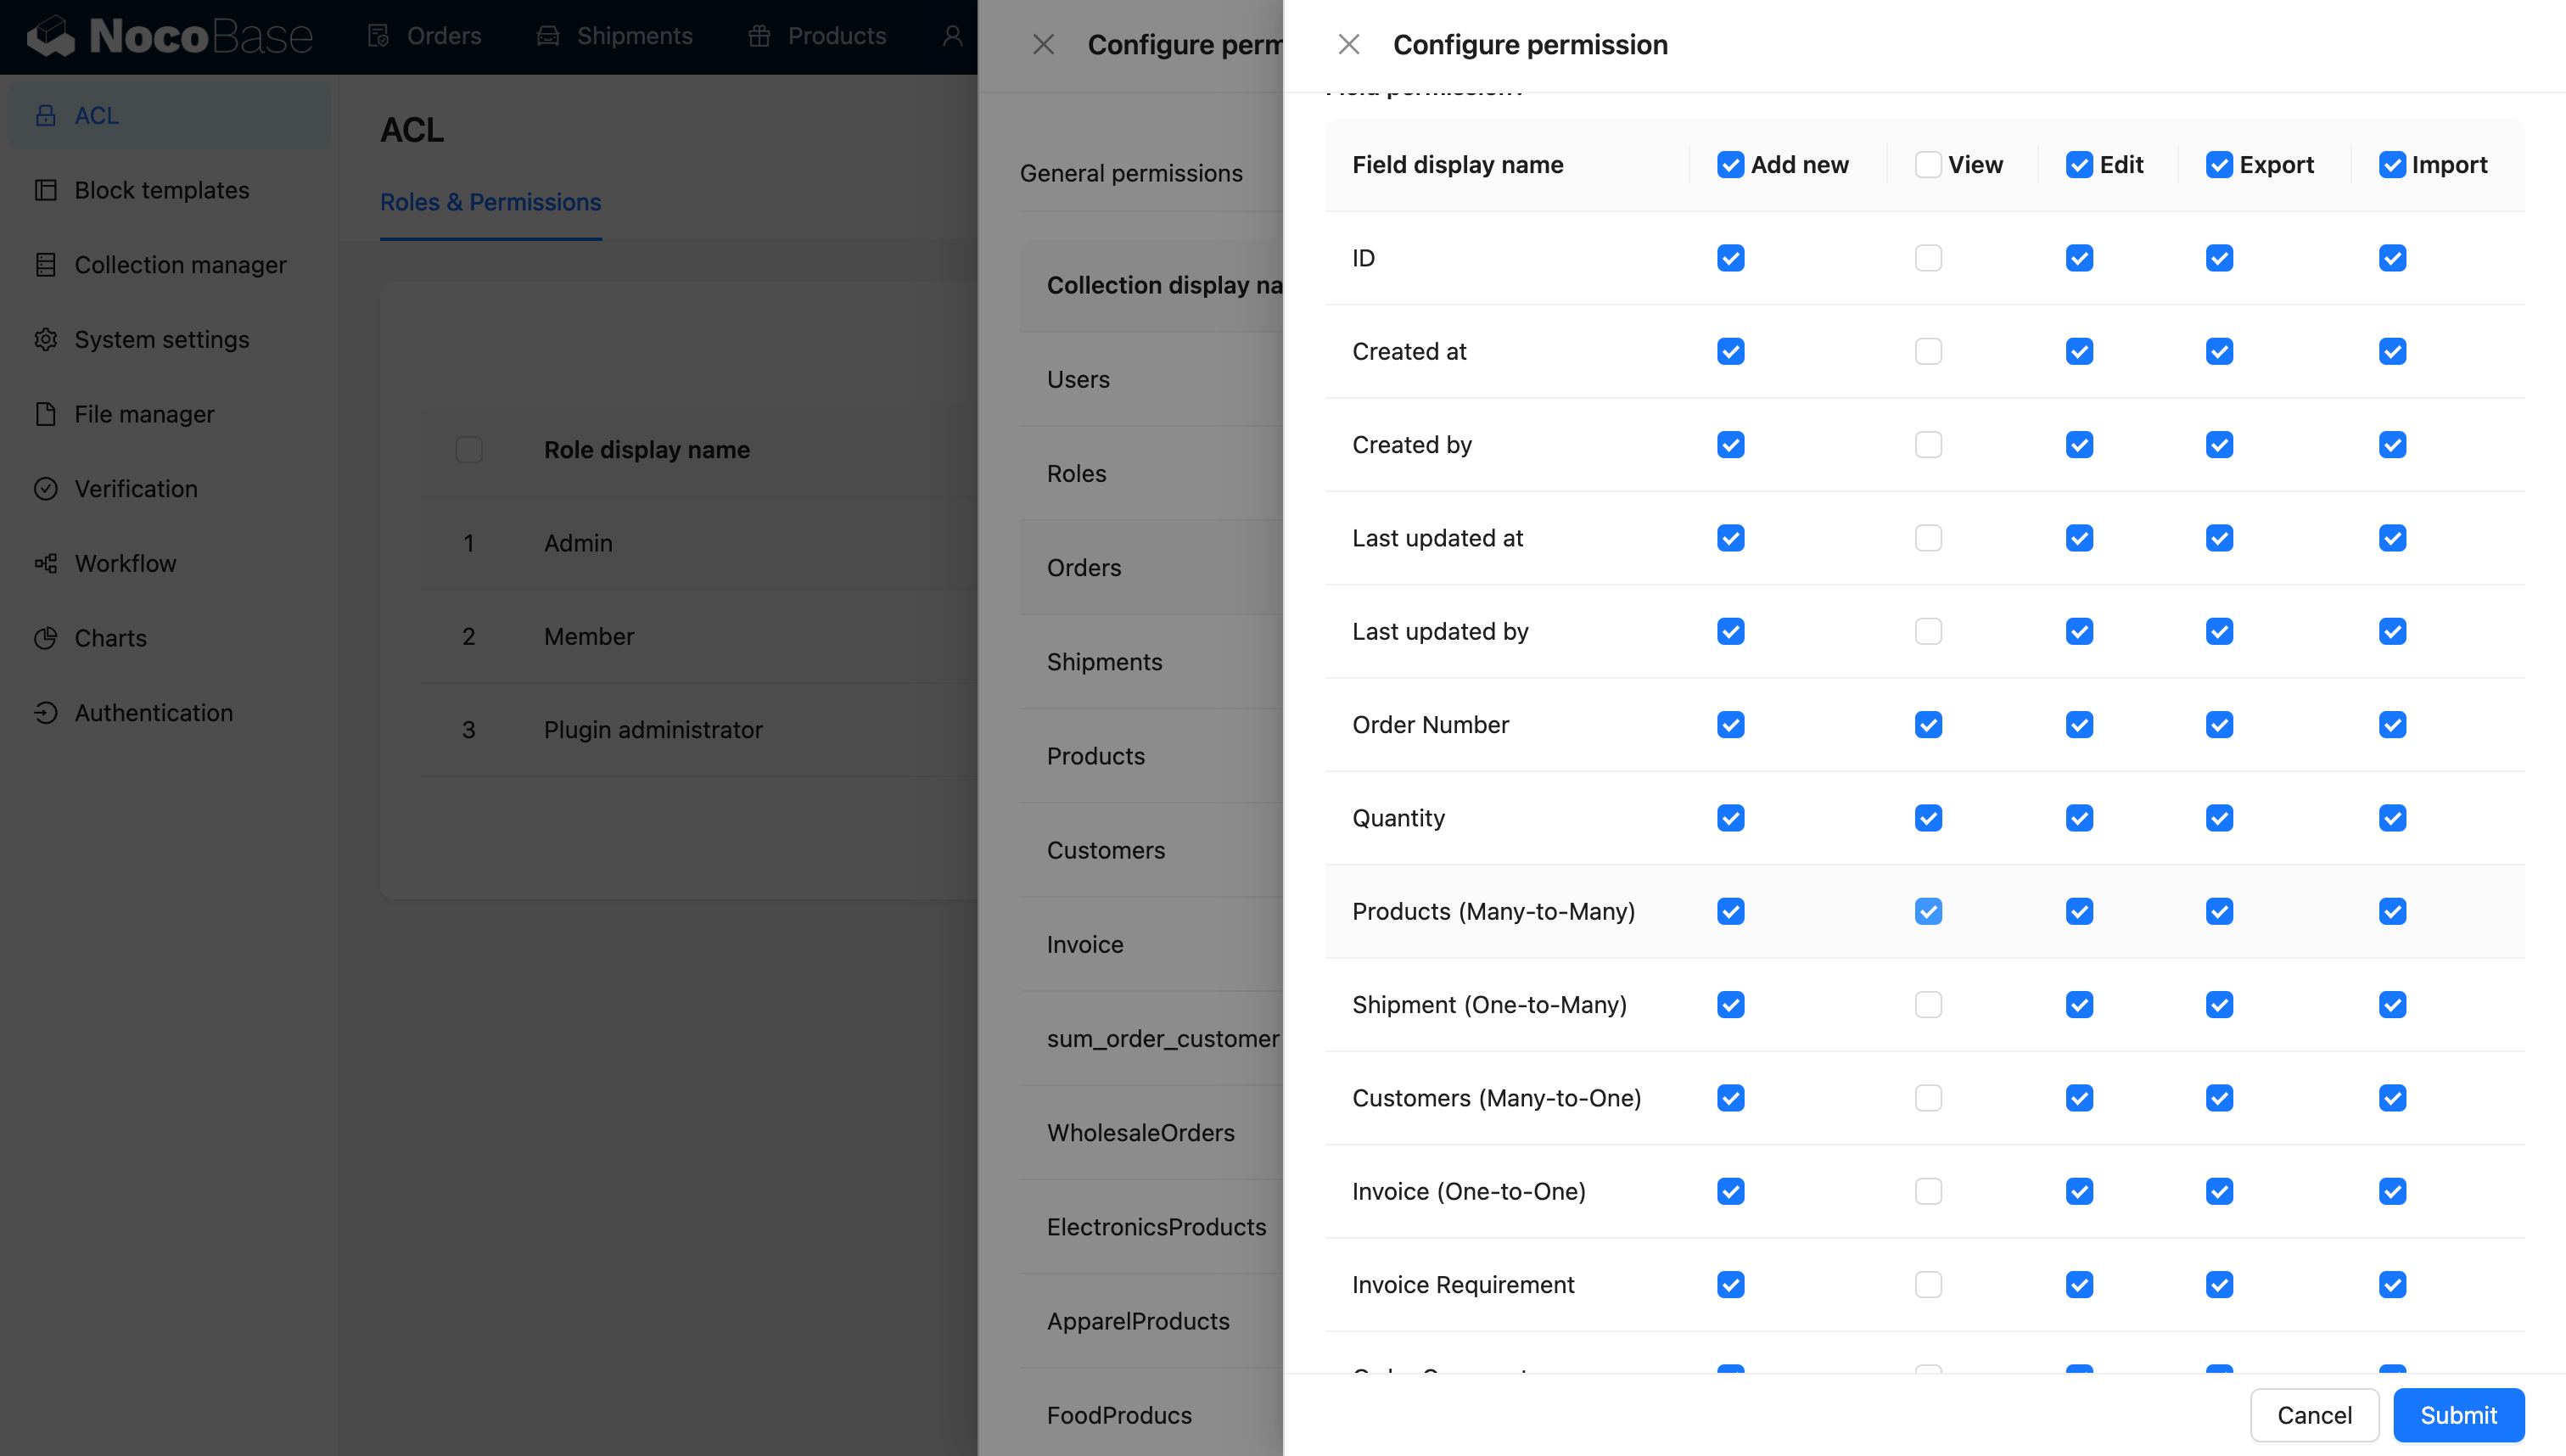 NocoBase
Orders
Shipments
Products
ACL
Block templates
Collection manager
System settings
File manager
Verification
Workflow
Charts
Authentication
ACL
Roles & Permissions
Role display name
1 Admin
2 Member
3 Plugin administrator
Configure perm
General permissions
Collection display na
Users
Roles
Orders
Shipments
Products
Customers
Invoice
sum_order_customer
WholesaleOrders
ElectronicsProducts
ApparelProducts
FoodProducs
Configure permission
Field display name Add new View Edit Export Import
ID
Created at
Created by
Last updated at
Last updated by
Order Number
Quantity
Products (Many-to-Many)
Shipment (One-to-Many)
Customers (Many-to-One)
Invoice (One-to-One)
Invoice Requirement
Cancel Submit